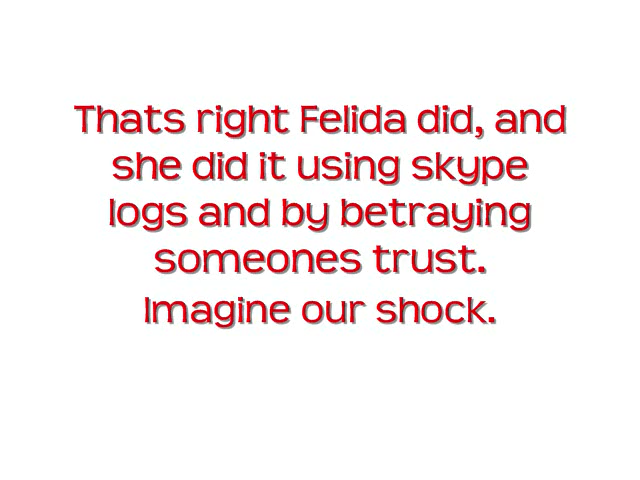 Thats right Felida did, and
she did it using skype
logs and by betraying
someones trust.
Imagine our shock.